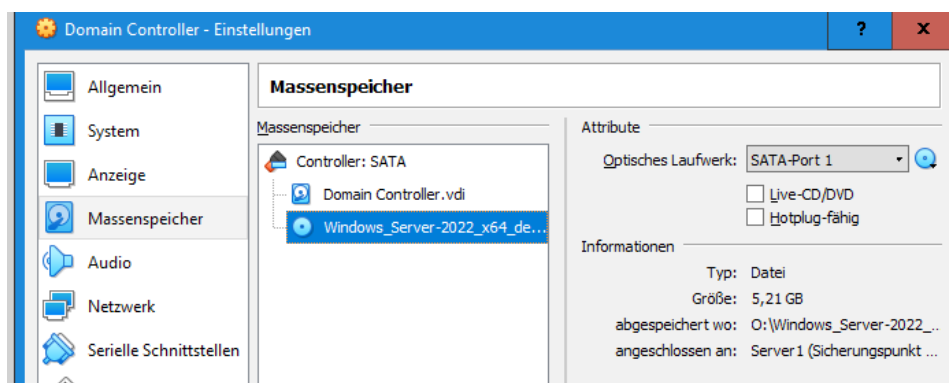 Domain Controller - Einstellungen ? x
Allgemein
System
Anzeige
Massenspeicher
Audio
Netzwerk
Serielle Schnittstellen
Massenspeicher
Massenspeicher
Controller: SATA
Domain Controller.vdi
Windows_Server-2022_x64_de...
Attribute
Optisches Laufwerk: SATA-Port 1
Live-CD/DVD
Hotplug-fähig
Informationen
Typ: Datei
Größe: 5,21 GB
abgespeichert wo: O:\Windows_Server-2022_...
angeschlossen an: Server1 (Sicherungspunkt ...